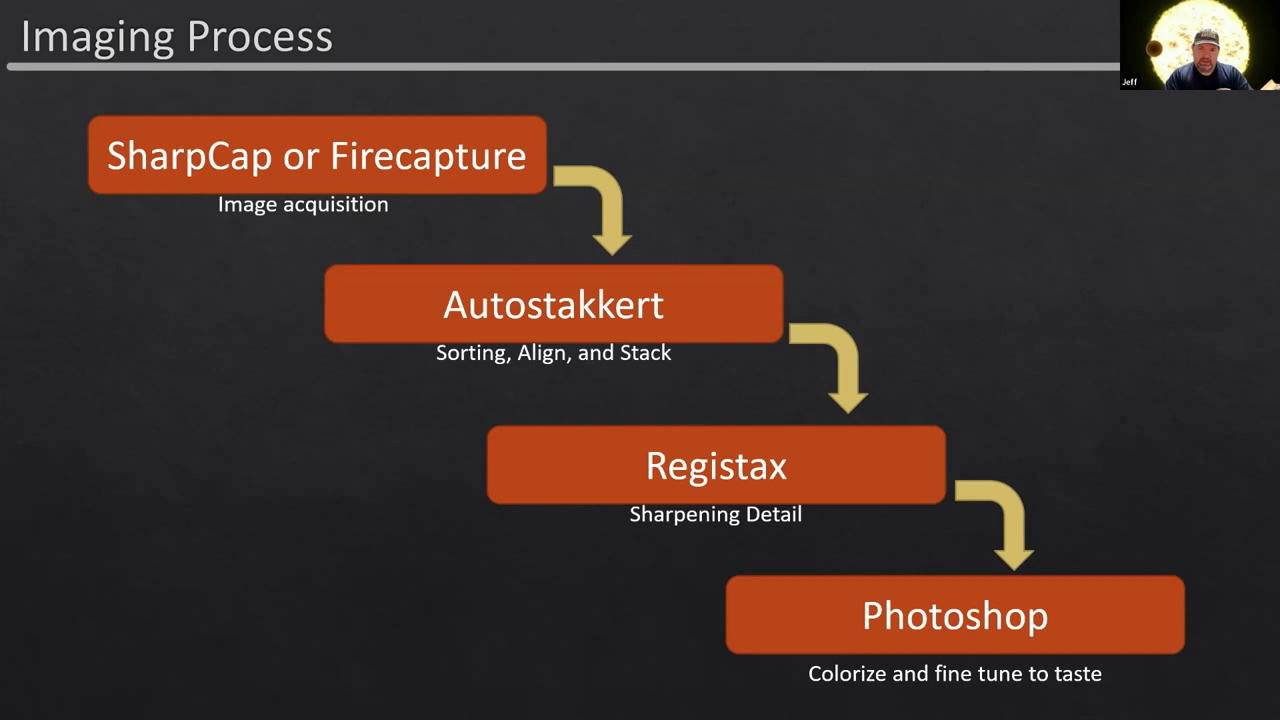 Imaging Process
Jeff
SharpCap or Firecapture
Image acquisition
Autostakkert
Sorting, Align, and Stack
Registax
Sharpening Detail
Photoshop
Colorize and fine tune to taste